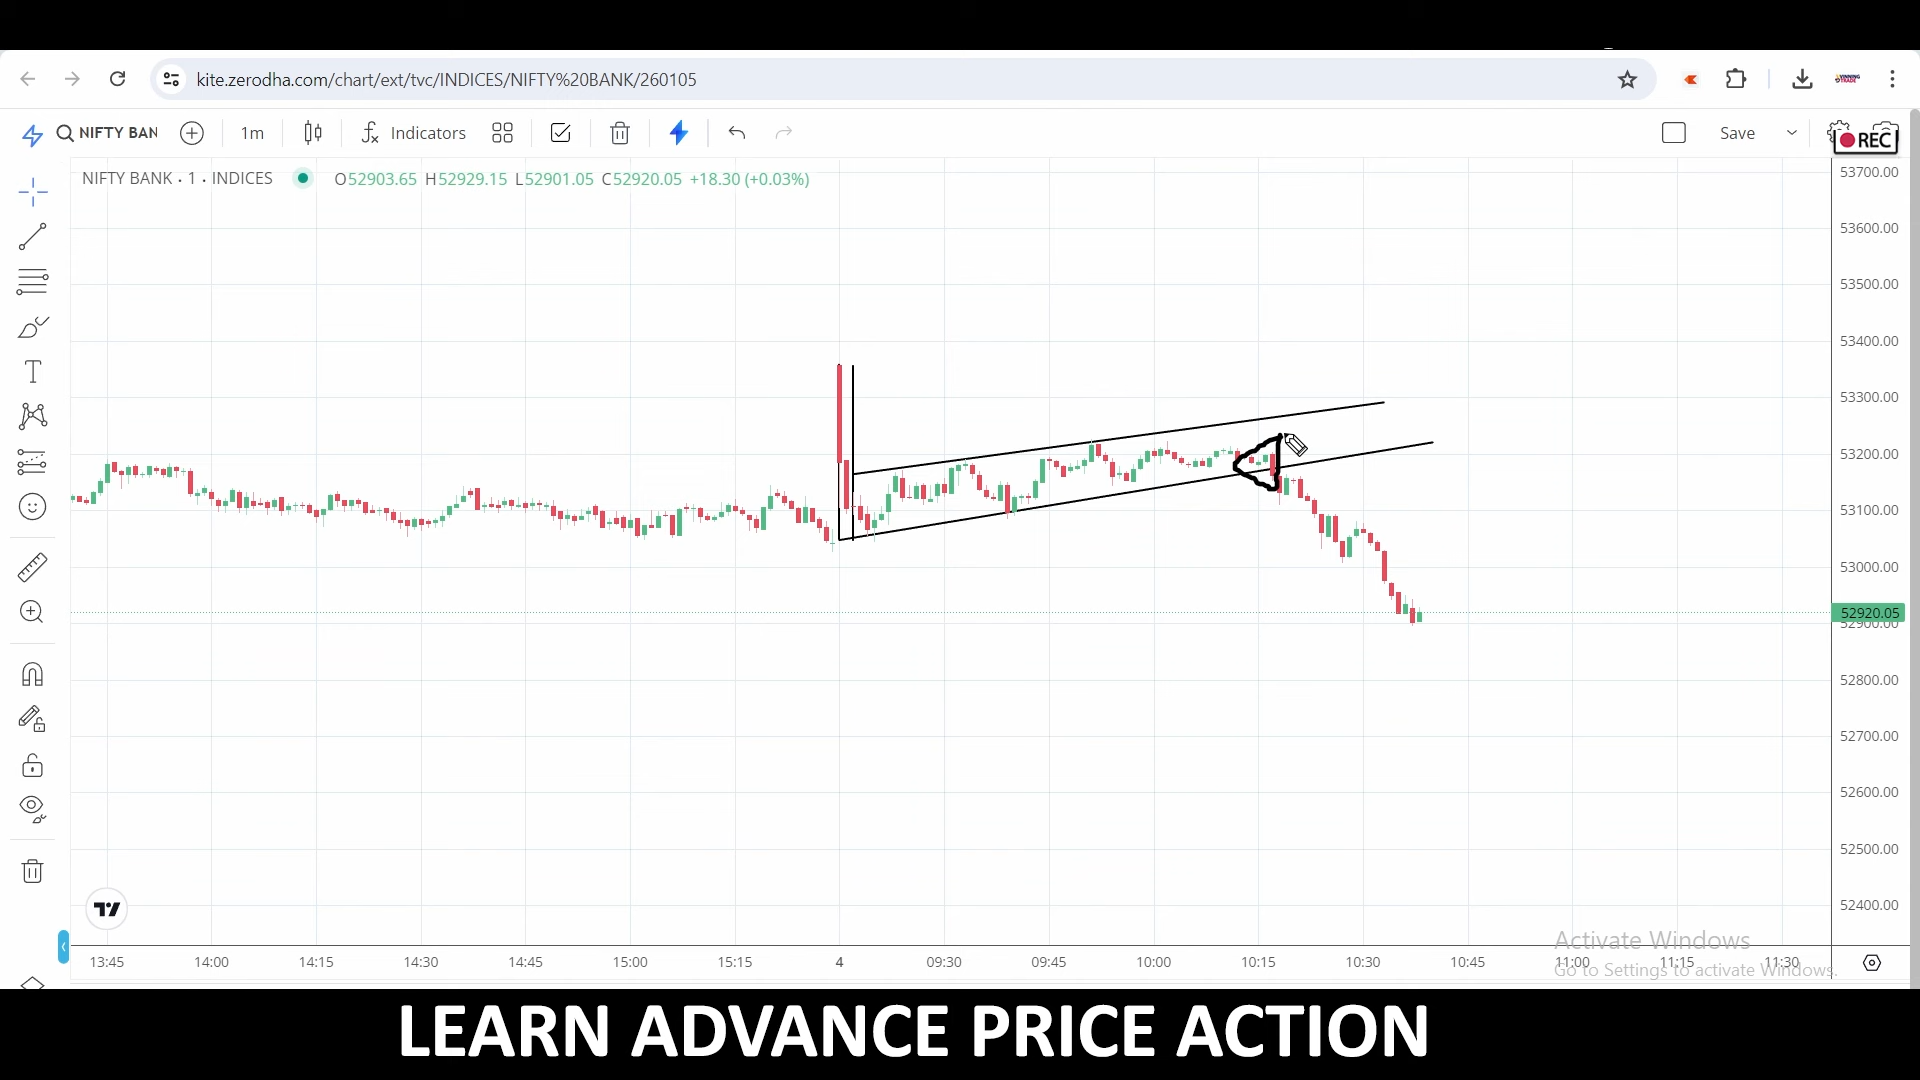 kite.zerodha.com/chart/ext/tvc/INDICES/NIFTY%20BANK/260105
NIFTY BAN
1m
Indicators
Save
REC
NIFTY BANK · 1 · INDICES
O52903.65 H52929.15 L52901.05 C52920.05 +18.30 (+0.03%)
53700.00
53600.00
53500.00
53400.00
53300.00
53200.00
53100.00
53000.00
52920.05
52900.00
52800.00
52700.00
52600.00
52500.00
52400.00
Activate Windows
Go to Settings to activate Windows.
13:45 14:00 14:15 14:30 14:45 15:00 15:15 4 09:30 09:45 10:00 10:15 10:30 10:45 11:00 11:15 11:30
LEARN ADVANCE PRICE ACTION